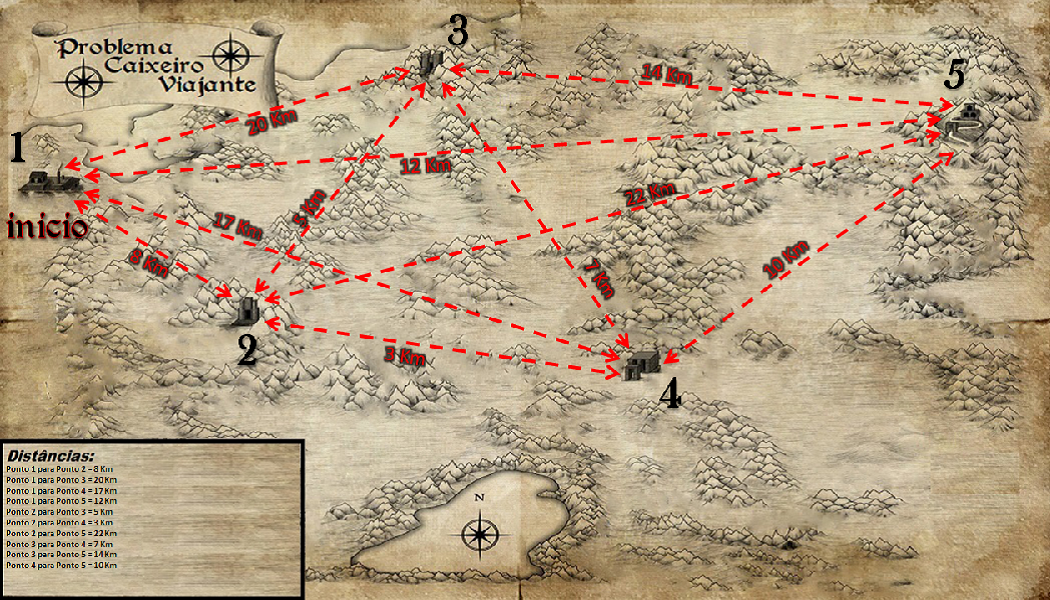 Problema
Caixeiro
Viajante
3
14 Km
5
20 Km
1
12 Km
22 Km
início
17 Km
5 Km
8 Km
10 Km
7 Km
2
3 Km
4
Distâncias:
Ponto 1 para Ponto 2 = 8 Km
Ponto 1 para Ponto 3 = 20 Km
Ponto 1 para Ponto 4 = 17 Km
Ponto 1 para Ponto 5 = 12 Km
Ponto 2 para Ponto 3 = 5 Km
Ponto 2 para Ponto 4 = 3 Km
Ponto 2 para Ponto 5 = 22 Km
Ponto 3 para Ponto 4 = 7 Km
Ponto 3 para Ponto 5 = 14 Km
Ponto 4 para Ponto 5 = 10 Km
N